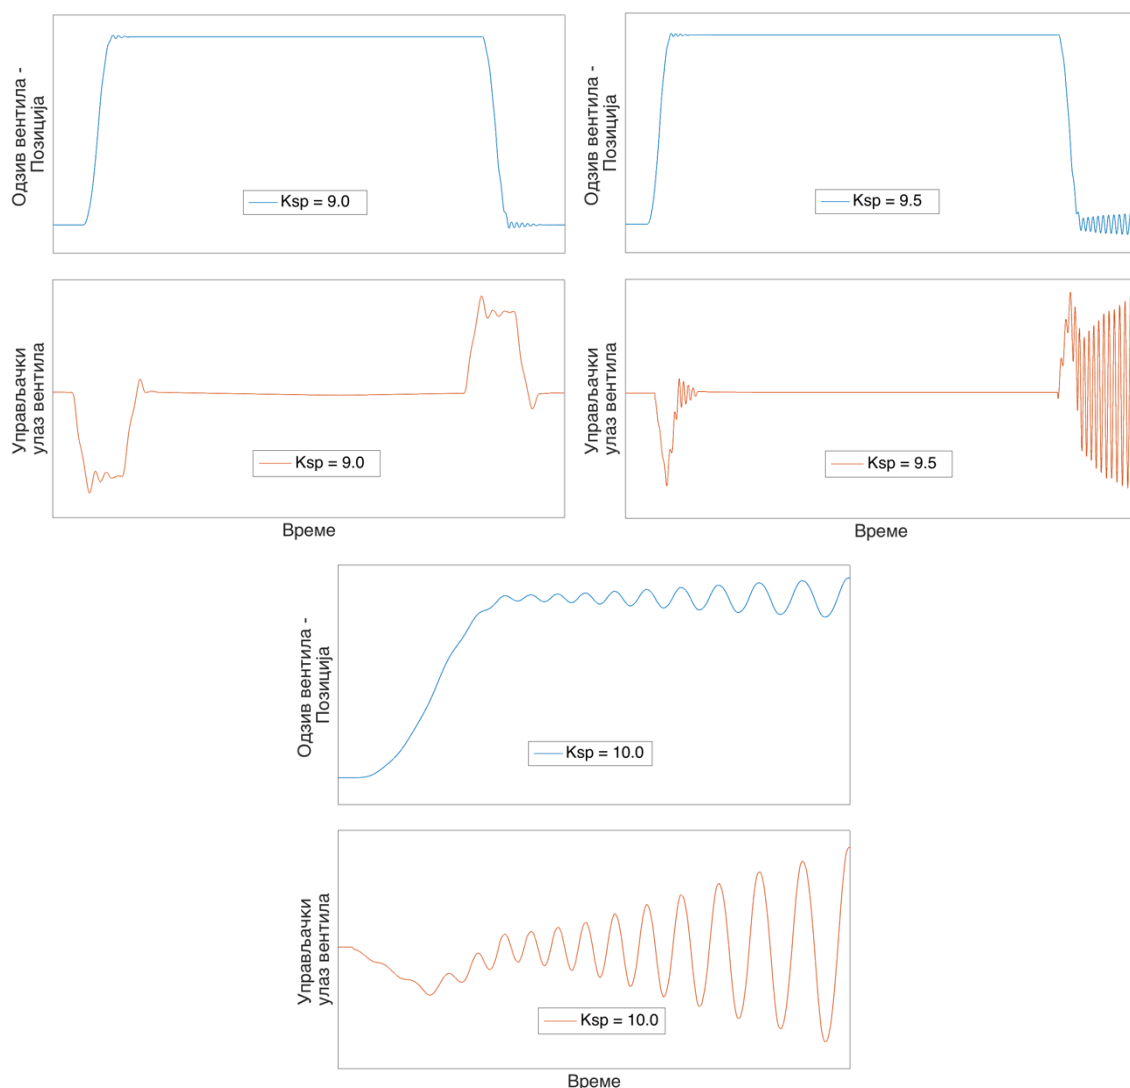 Одзив вентила -
Позиција
Ksp = 9.0
Управљачки
улаз вентила
Ksp = 9.0
Време
Одзив вентила -
Позиција
Ksp = 9.5
Управљачки
улаз вентила
Ksp = 9.5
Време
Одзив вентила -
Позиција
Ksp = 10.0
Управљачки
улаз вентила
Ksp = 10.0
Време